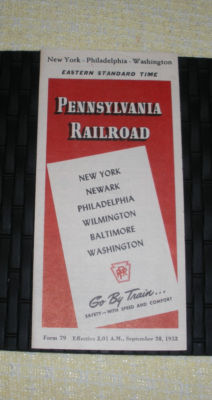 New York - Philadelphia - Washington
EASTERN STANDARD TIME
PENNSYLVANIA
RAILROAD
NEW YORK
NEWARK
PHILADELPHIA
WILMINGTON
BALTIMORE
WASHINGTON
PRR
Go By Train...
SAFETY—WITH SPEED AND COMFORT
Form 79 Effective 2.01 A.M., September 28, 1952